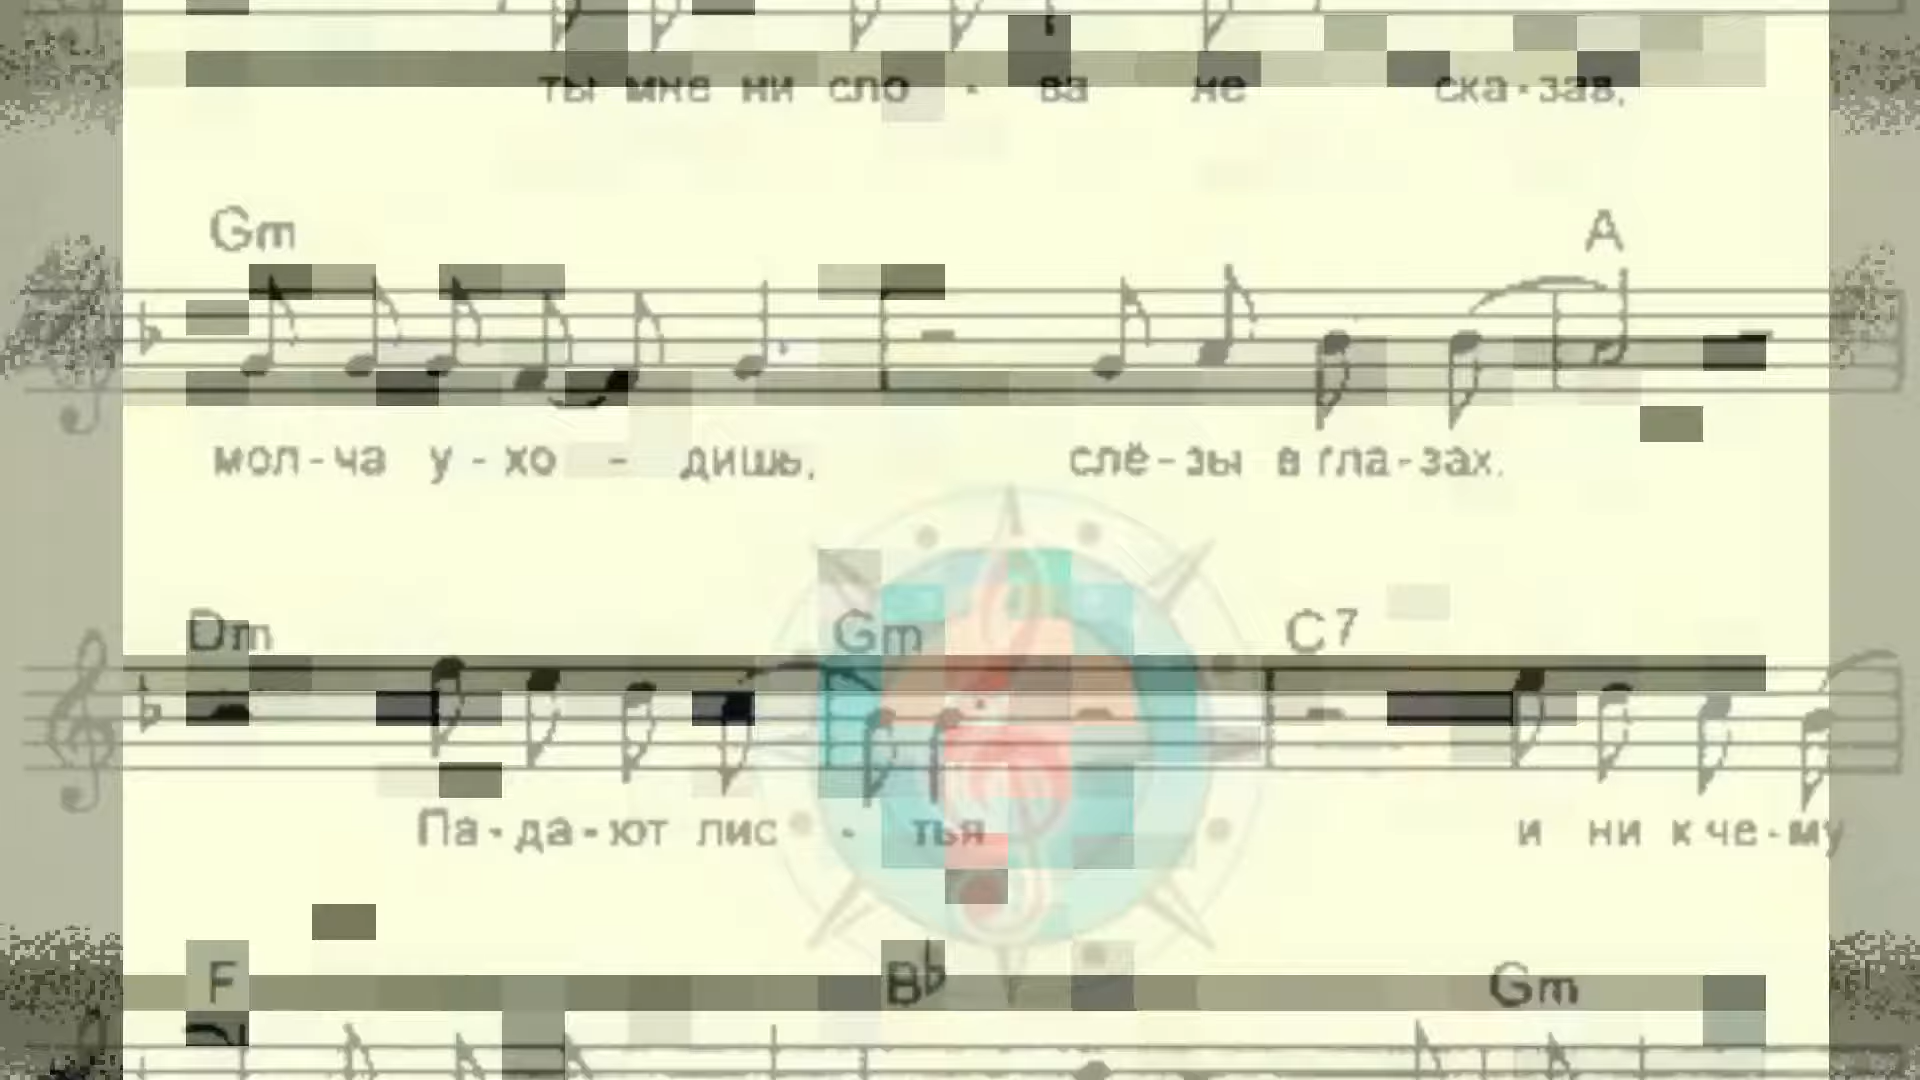 ты мне ни сло - ва не ска-зав,
Gm A
мол-ча у-хо - дишь, слё-зы в гла-зах.
Dm Gm C7
Па-да-ют лис - тья и ни к че-му
F Bb Gm